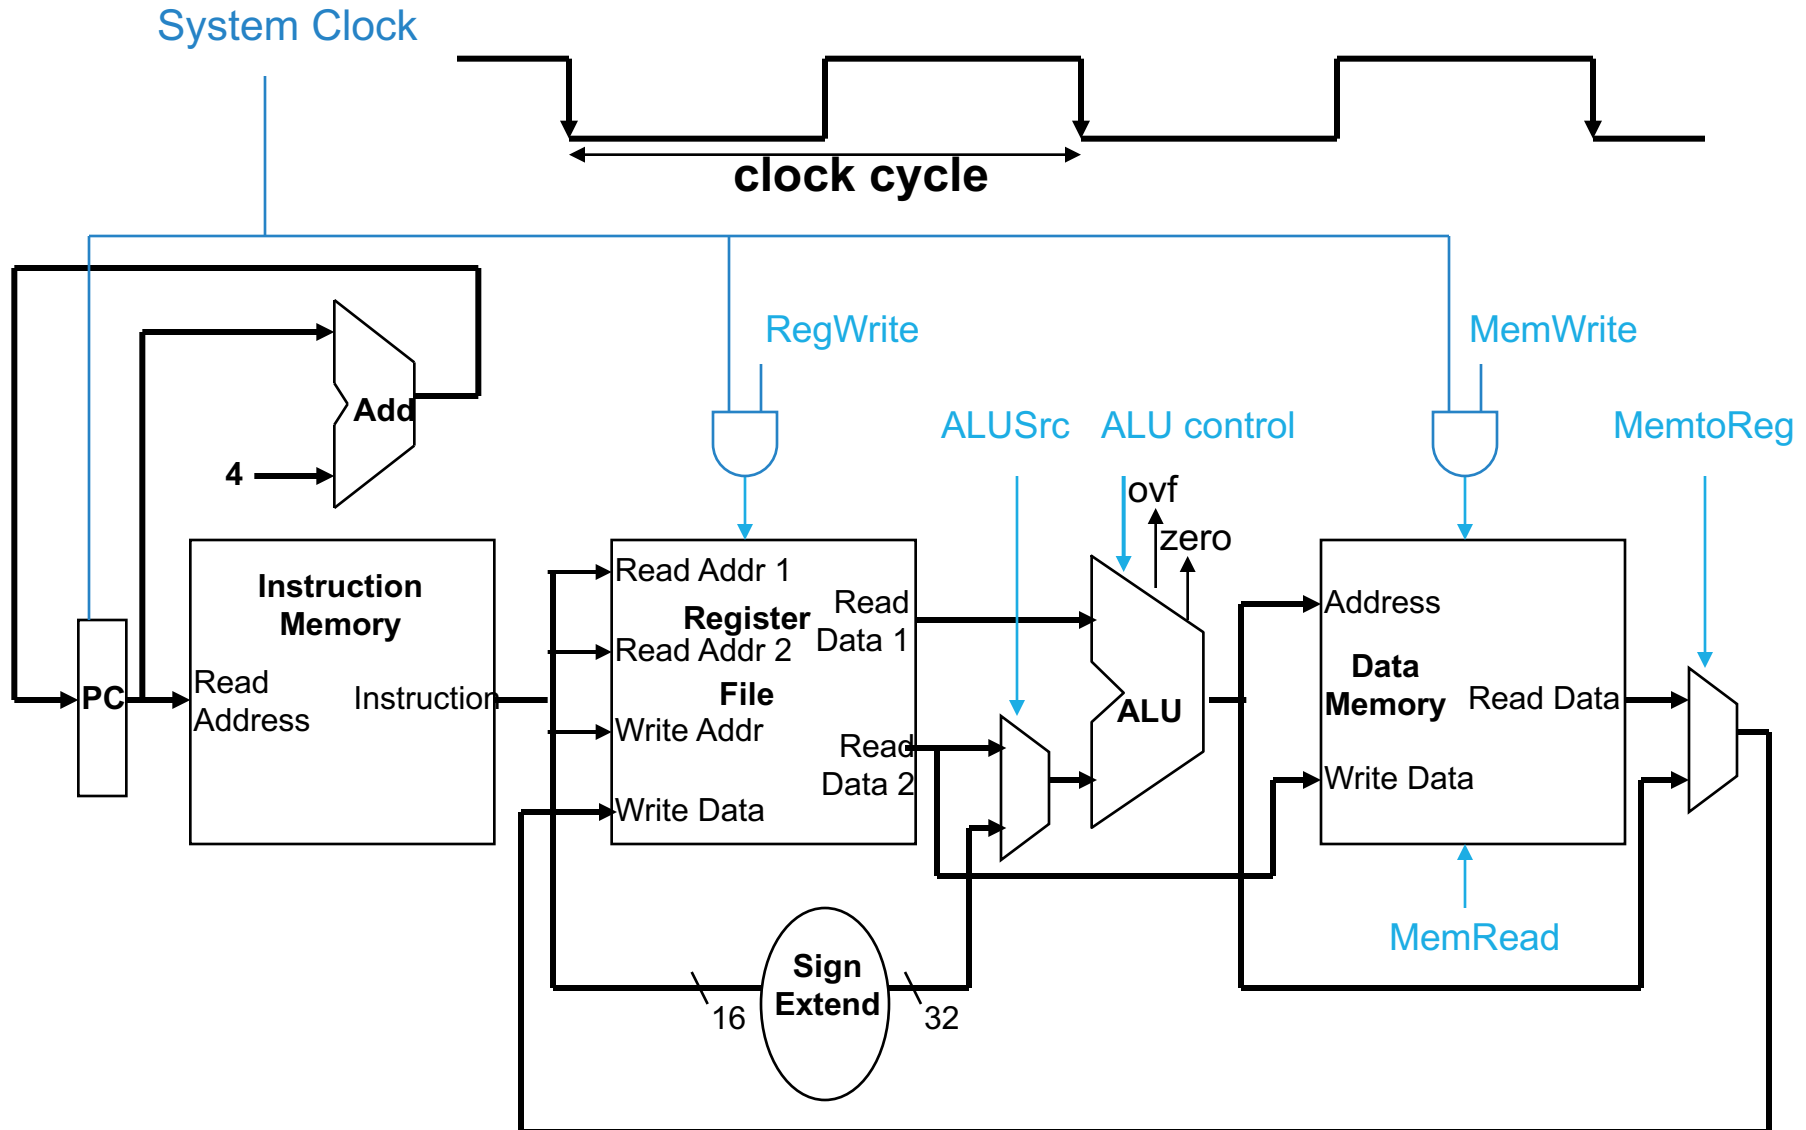 System Clock
clock cycle
RegWrite
MemWrite
Add
ALUSrc
ALU control
MemtoReg
4
ovf
zero
Instruction
Memory
Read
Address
Instruction
PC
Read Addr 1
Register
Read Addr 2
File
Write Addr
Write Data
Read
Data 1
Read
Data 2
ALU
Address
Data
Memory
Read Data
Write Data
MemRead
Sign
Extend
16
32